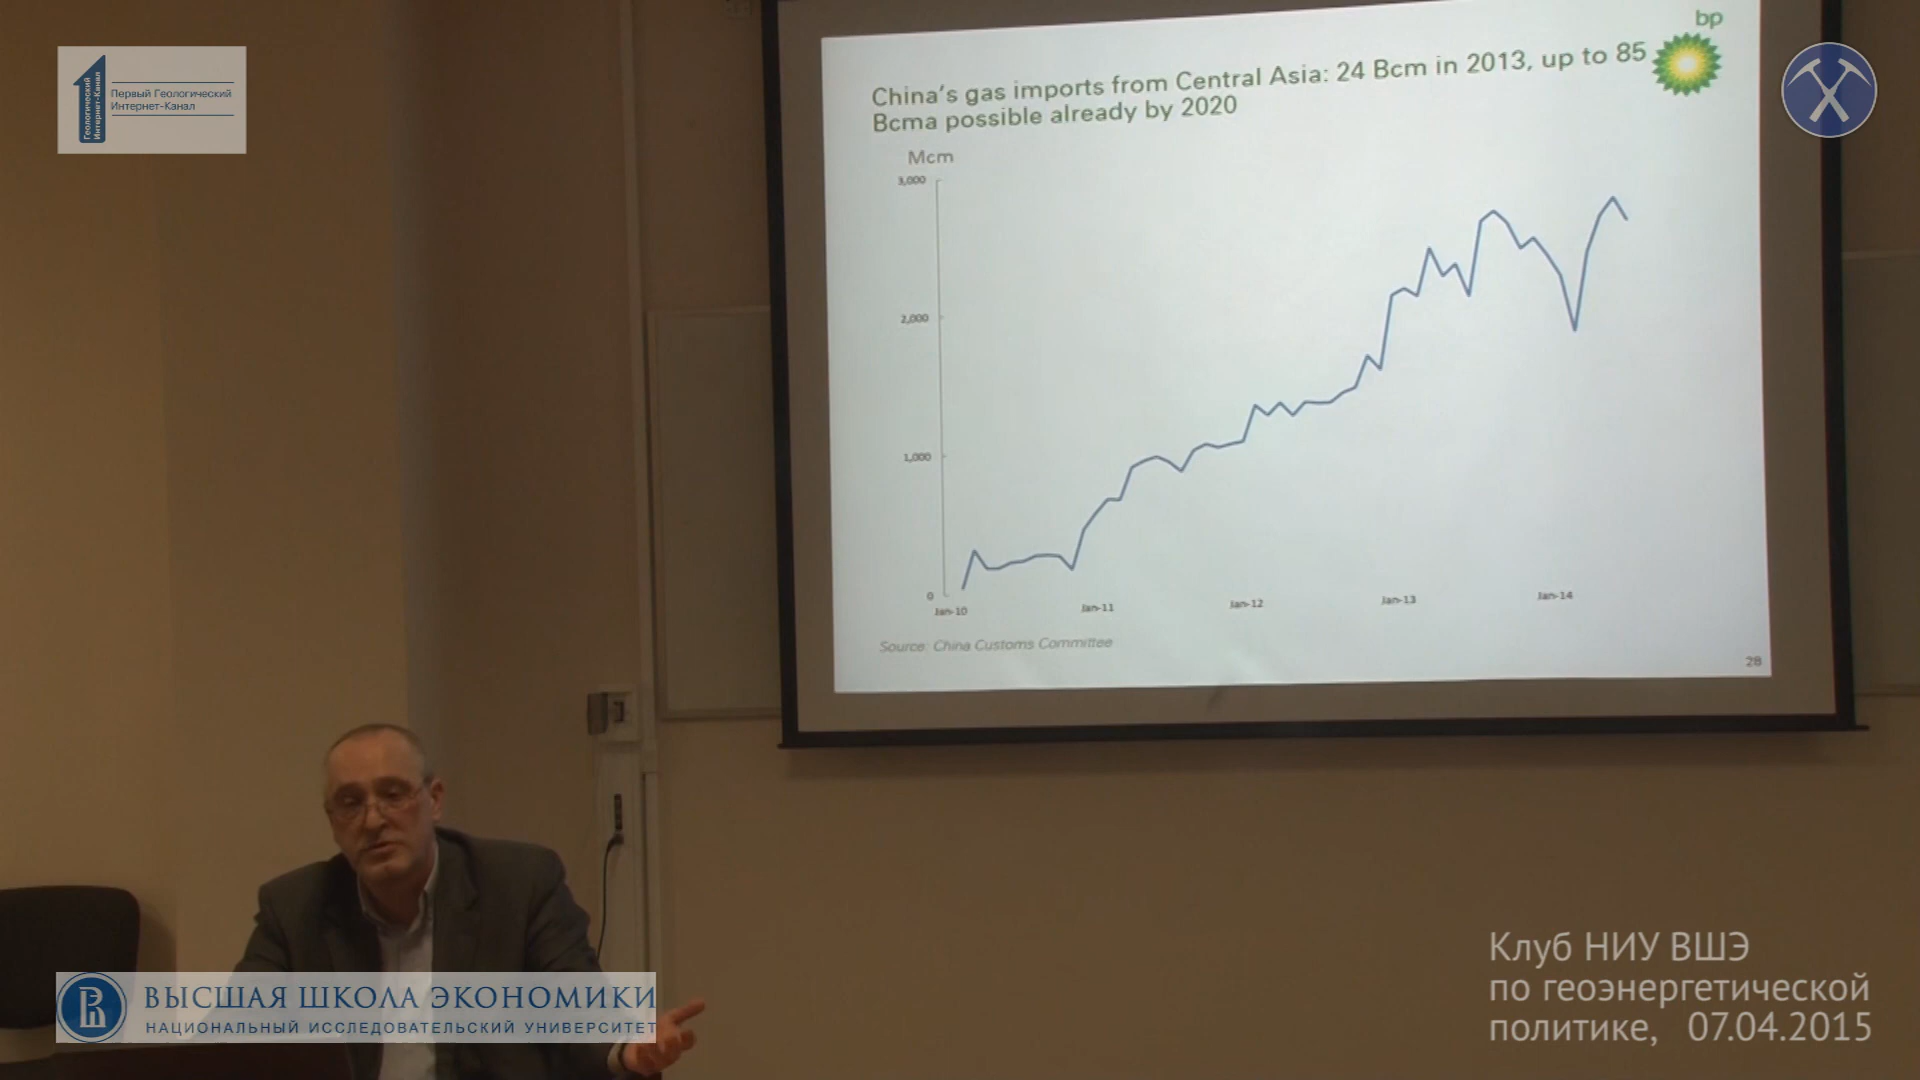 Геологический
Интернет-Канал
Первый Геологический
Интернет-Канал
bp
China's gas imports from Central Asia: 24 Bcm in 2013, up to 85
Bcma possible already by 2020
Mcm
3,000
2,000
1,000
0
Jan-10
Jan-11
Jan-12
Jan-13
Jan-14
Source: China Customs Committee
28
ВЫСШАЯ ШКОЛА ЭКОНОМИКИ
НАЦИОНАЛЬНЫЙ ИССЛЕДОВАТЕЛЬСКИЙ УНИВЕРСИТЕТ
Клуб НИУ ВШЭ
по геоэнергетической
политике, 07.04.2015